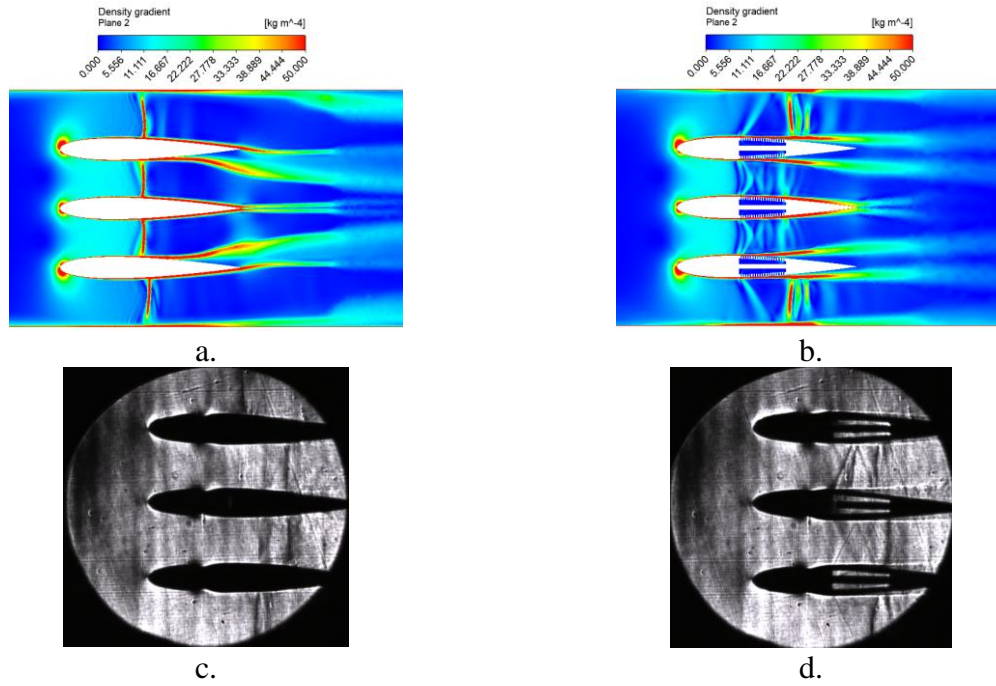 Density gradient
Plane 2
[kg m^-4]
0.000
5.556
11.111
16.667
22.222
27.778
33.333
38.889
44.444
50.000
Density gradient
Plane 2
[kg m^-4]
0.000
5.556
11.111
16.667
22.222
27.778
33.333
38.889
44.444
50.000
a.
b.
c.
d.